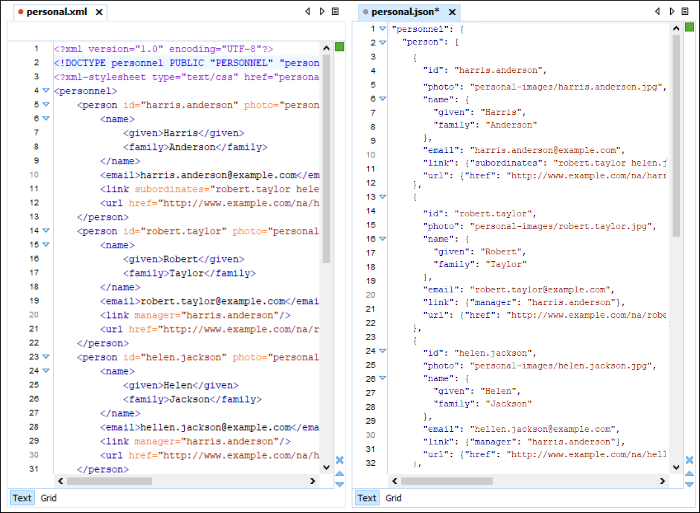 personal.xml
1 <?xml version="1.0" encoding="UTF-8"?>
2 <!DOCTYPE personnel PUBLIC "PERSONNEL" "person
3 <?xml-stylesheet type="text/css" href="persona
4 <personnel>
5 <person id="harris.anderson" photo="person
6 <name>
7 <given>Harris</given>
8 <family>Anderson</family>
9 </name>
10 <email>harris.anderson@example.com</em
11 <link subordinates="robert.taylor hele
12 <url href="http://www.example.com/na/h
13 </person>
14 <person id="robert.taylor" photo="personal
15 <name>
16 <given>Robert</given>
17 <family>Taylor</family>
18 </name>
19 <email>robert.taylor@example.com</emai
20 <link manager="harris.anderson"/>
21 <url href="http://www.example.com/na/r
22 </person>
23 <person id="helen.jackson" photo="personal
24 <name>
25 <given>Helen</given>
26 <family>Jackson</family>
27 </name>
28 <email>hellen.jackson@example.com</ema
29 <link manager="harris.anderson"/>
30 <url href="http://www.example.com/na/h
31 </person>
Text Grid
personal.json*
1 "personnel": {
2 "person": [
3 {
4 "id": "harris.anderson",
5 "photo": "personal-images/harris.anderson.jpg",
6 "name": {
7 "given": "Harris",
8 "family": "Anderson"
9 },
10 "email": "harris.anderson@example.com",
11 "link": {"subordinates": "robert.taylor helen.j
12 "url": {"href": "http://www.example.com/na/harr
},
13 {
14 "id": "robert.taylor",
15 "photo": "personal-images/robert.taylor.jpg",
16 "name": {
17 "given": "Robert",
18 "family": "Taylor"
19 },
20 "email": "robert.taylor@example.com",
21 "link": {"manager": "harris.anderson"},
22 "url": {"href": "http://www.example.com/na/robe
},
23 {
24 "id": "helen.jackson",
25 "photo": "personal-images/helen.jackson.jpg",
26 "name": {
27 "given": "Helen",
28 "family": "Jackson"
},
29 "email": "hellen.jackson@example.com",
30 "link": {"manager": "harris.anderson"},
31 "url": {"href": "http://www.example.com/na/hell
32 },
Text Grid